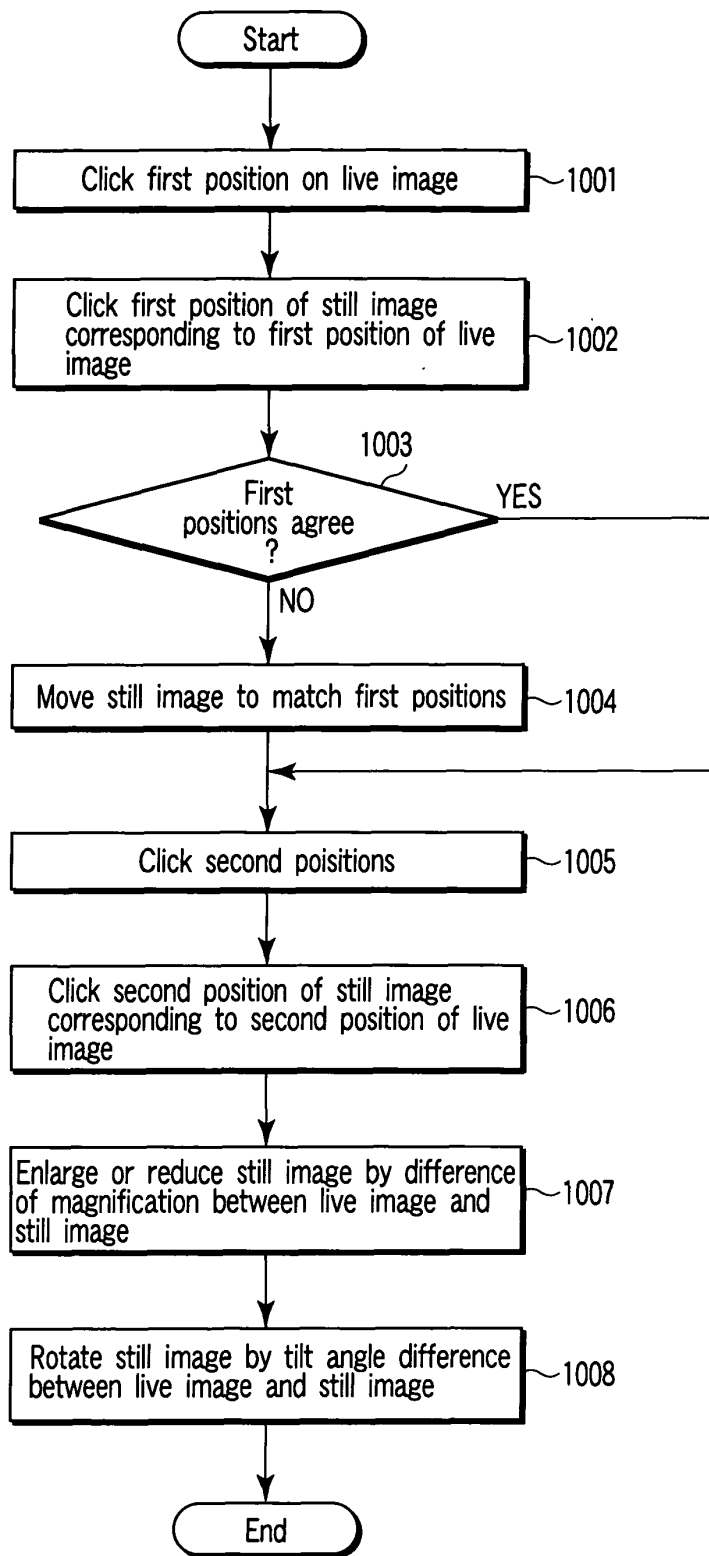 Start
Click first position on live image
1001
Click first position of still image
corresponding to first position of live
image
1002
1003
First
positions agree
?
YES
NO
Move still image to match first positions
1004
Click second poisitions
1005
Click second position of still image
corresponding to second position of live
image
1006
Enlarge or reduce still image by difference
of magnification between live image and
still image
1007
Rotate still image by tilt angle difference
between live image and still image
1008
End